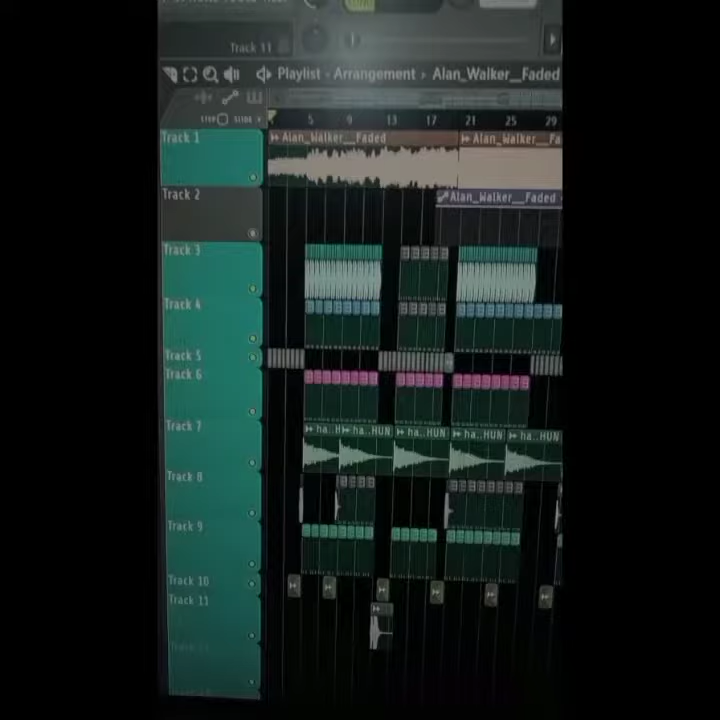 Track 11
Playlist - Arrangement › Alan_Walker__Faded
STEP SLIDE
5 9 13 17 21 25 29
Track 1
Alan_Walker__Faded
Alan_Walker__Fa
Track 2
Alan_Walker__Faded
Track 3
Track 4
Track 5
Track 6
Track 7
ha..H ha..HUN ha..HUN ha..HUN ha..HUN
Track 8
Track 9
Track 10
Track 11